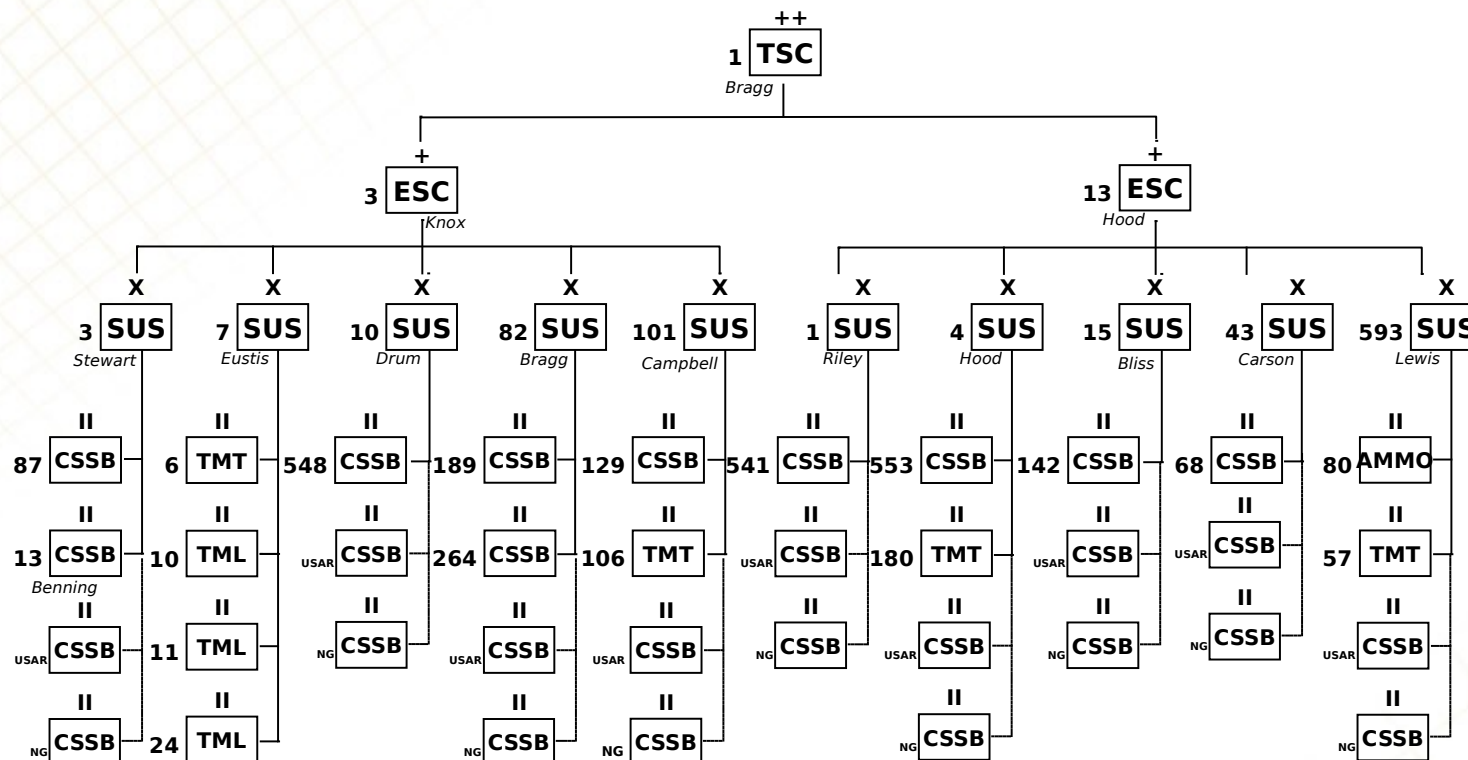 ++
1 TSC
Bragg
+ +
3 ESC 13 ESC
Knox Hood
X X X X X X X X X X
3 SUS 7 SUS 10 SUS 82 SUS 101 SUS 1 SUS 4 SUS 15 SUS 43 SUS 593 SUS
Stewart Eustis Drum Bragg Campbell Riley Hood Bliss Carson Lewis
II II II II II II II II II II
87 CSSB 6 TMT 548 CSSB 189 CSSB 129 CSSB 541 CSSB 553 CSSB 142 CSSB 68 CSSB 80 AMMO
II II II II II II II II II II
13 CSSB 10 TML USAR CSSB 264 CSSB 106 TMT USAR CSSB 180 TMT USAR CSSB USAR CSSB 57 TMT
Benning
II II II II II II II II II II
USAR CSSB 11 TML NG CSSB USAR CSSB USAR CSSB NG CSSB USAR CSSB NG CSSB NG CSSB USAR CSSB
II II II II II II
NG CSSB 24 TML NG CSSB NG CSSB NG CSSB NG CSSB